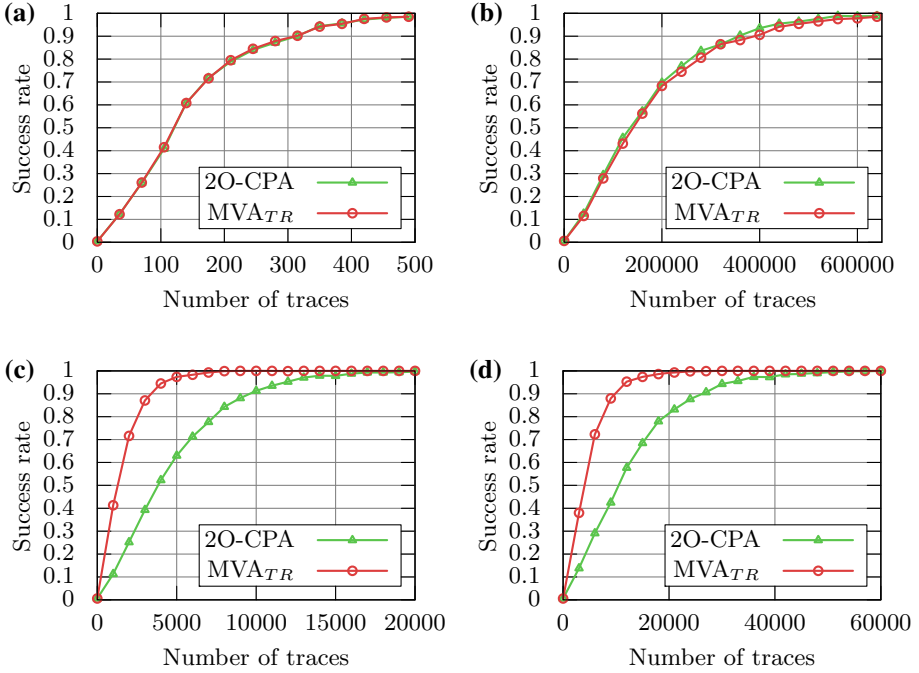 (a)
1
0.9
0.8
0.7
0.6
0.5
0.4
0.3
0.2
0.1
0
Success rate
2O-CPA
MVA_TR
0 100 200 300 400 500
Number of traces
(b)
1
0.9
0.8
0.7
0.6
0.5
0.4
0.3
0.2
0.1
0
Success rate
2O-CPA
MVA_TR
0 200000 400000 600000
Number of traces
(c)
1
0.9
0.8
0.7
0.6
0.5
0.4
0.3
0.2
0.1
0
Success rate
2O-CPA
MVA_TR
0 5000 10000 15000 20000
Number of traces
(d)
1
0.9
0.8
0.7
0.6
0.5
0.4
0.3
0.2
0.1
0
Success rate
2O-CPA
MVA_TR
0 20000 40000 60000
Number of traces